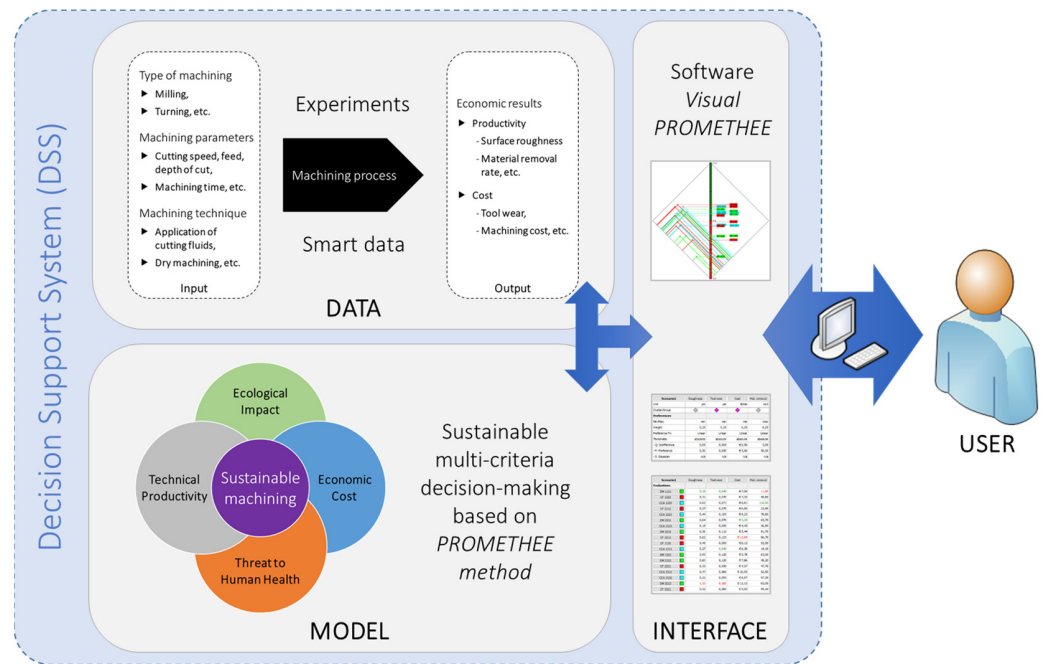 Decision Support System (DSS)
Type of machining
Milling,
Turning, etc.
Machining parameters
Cutting speed, feed,
depth of cut,
Machining time, etc.
Machining technique
Application of
cutting fluids,
Dry machining, etc.
Input
Experiments
Machining process
Smart data
Economic results
Productivity
- Surface roughness
- Material removal
rate, etc.
Cost
- Tool wear,
- Machining cost, etc.
Output
DATA
Ecological
Impact
Technical
Productivity
Sustainable
machining
Economic
Cost
Threat to
Human Health
Sustainable
multi-criteria
decision-making
based on
PROMETHEE
method
MODEL
Software
Visual
PROMETHEE
INTERFACE
USER